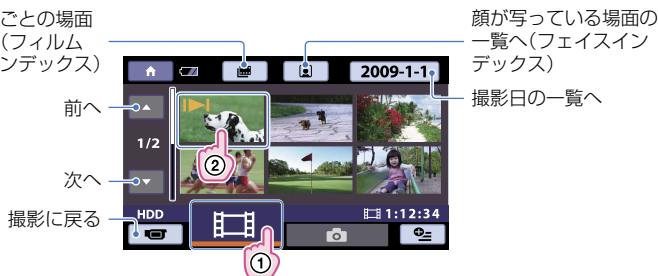 ごとの場面
(フィルム
ンデックス)
顔が写っている場面の
一覧へ(フェイスイン
デックス)
2009-1-1
撮影日の一覧へ
前へ
1/2
②
次へ
撮影に戻る
HDD
1:12:34
①